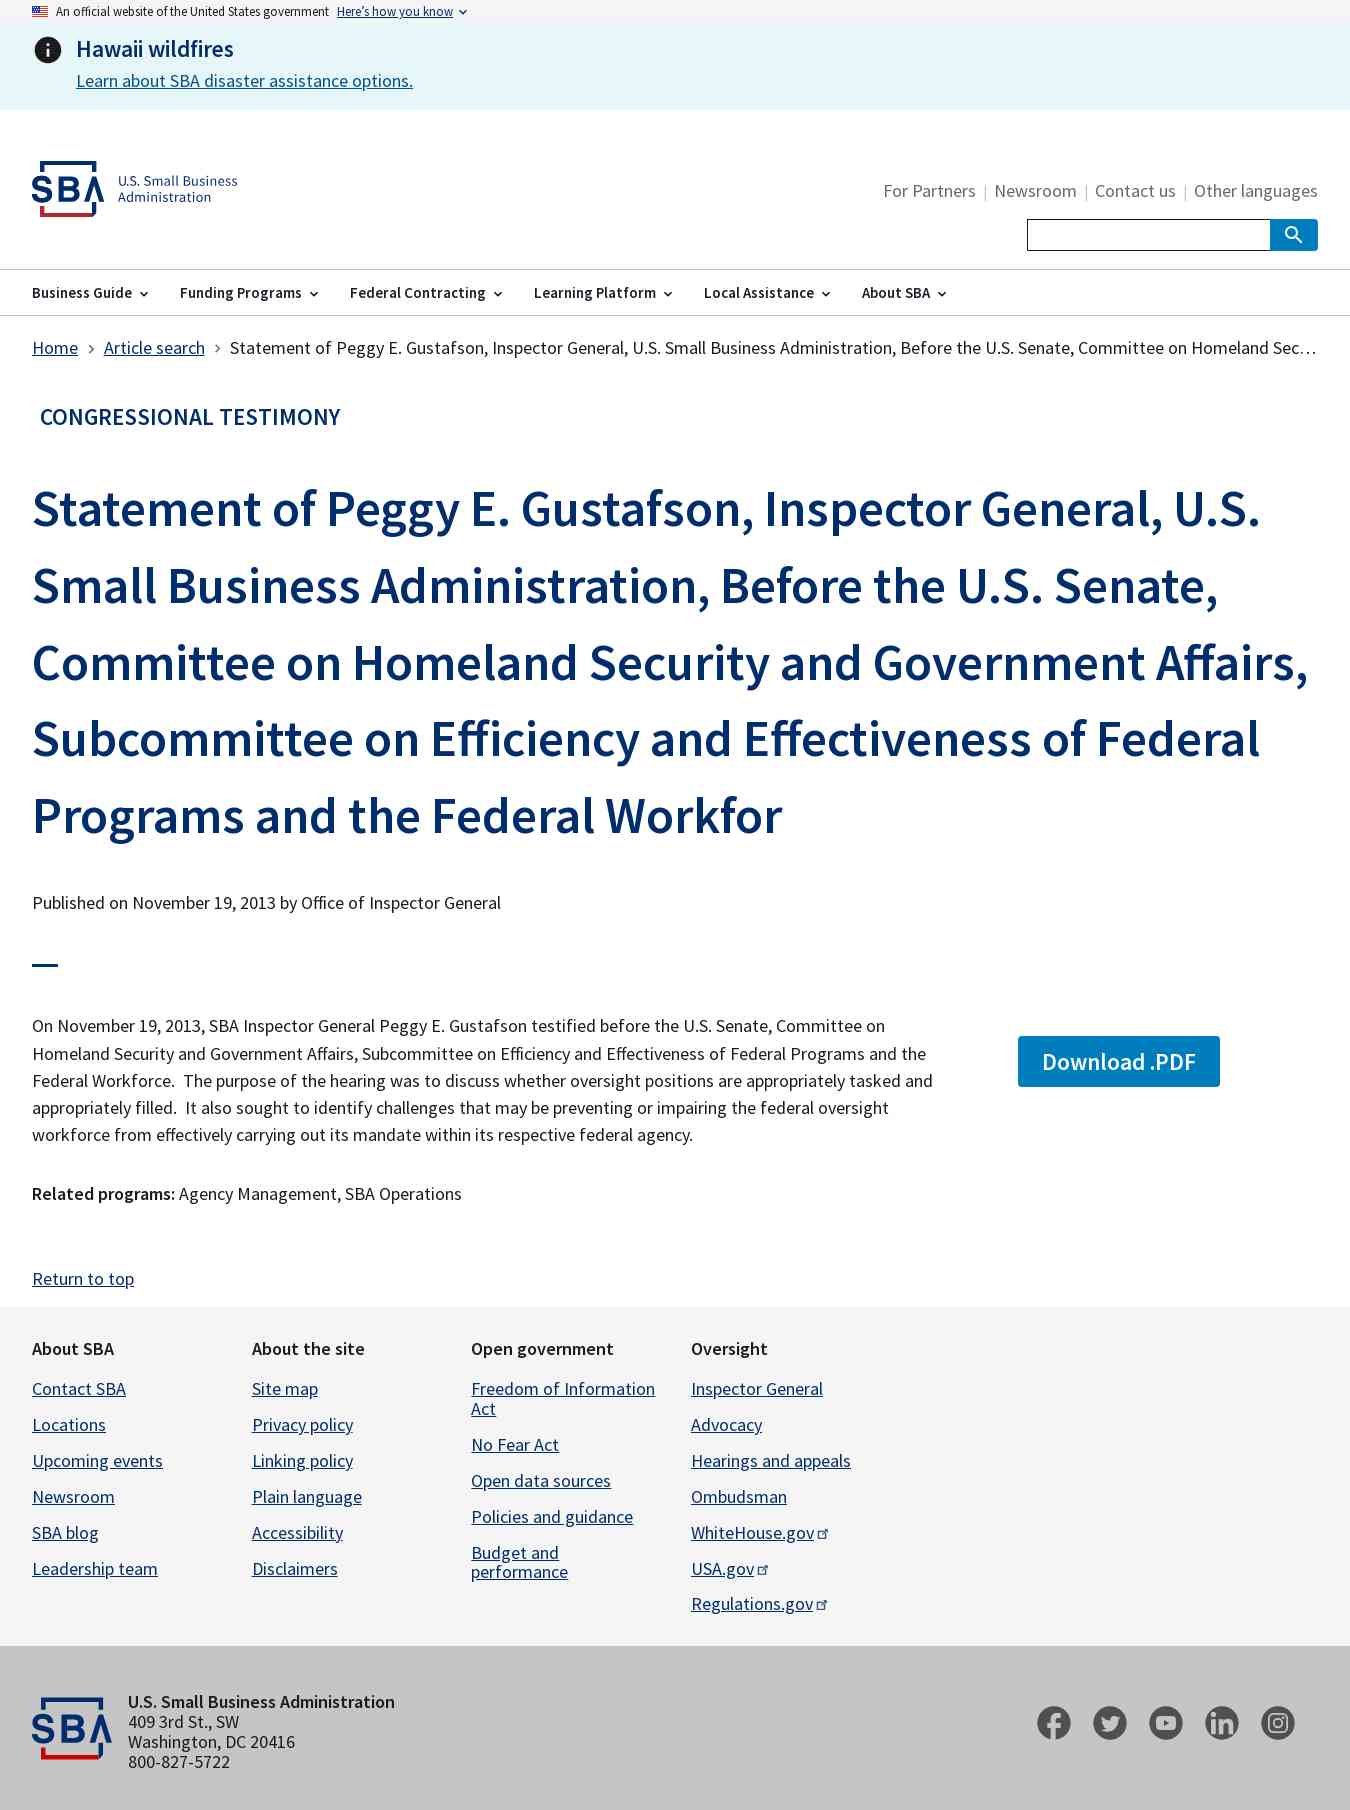 An official website of the United States government Here’s how you know
Hawaii wildfires
Learn about SBA disaster assistance options.
SBA U.S. Small Business
Administration
For Partners | Newsroom | Contact us | Other languages
Business Guide Funding Programs Federal Contracting Learning Platform Local Assistance About SBA
Home Article search Statement of Peggy E. Gustafson, Inspector General, U.S. Small Business Administration, Before the U.S. Senate, Committee on Homeland Sec…
CONGRESSIONAL TESTIMONY
Statement of Peggy E. Gustafson, Inspector General, U.S.
Small Business Administration, Before the U.S. Senate,
Committee on Homeland Security and Government Affairs,
Subcommittee on Efficiency and Effectiveness of Federal
Programs and the Federal Workfor
Published on November 19, 2013 by Office of Inspector General
On November 19, 2013, SBA Inspector General Peggy E. Gustafson testified before the U.S. Senate, Committee on
Homeland Security and Government Affairs, Subcommittee on Efficiency and Effectiveness of Federal Programs and the
Federal Workforce.  The purpose of the hearing was to discuss whether oversight positions are appropriately tasked and
appropriately filled.  It also sought to identify challenges that may be preventing or impairing the federal oversight
workforce from effectively carrying out its mandate within its respective federal agency.
Download .PDF
Related programs: Agency Management, SBA Operations
Return to top
About SBA
Contact SBA
Locations
Upcoming events
Newsroom
SBA blog
Leadership team
About the site
Site map
Privacy policy
Linking policy
Plain language
Accessibility
Disclaimers
Open government
Freedom of Information
Act
No Fear Act
Open data sources
Policies and guidance
Budget and
performance
Oversight
Inspector General
Advocacy
Hearings and appeals
Ombudsman
WhiteHouse.gov
USA.gov
Regulations.gov
SBA
U.S. Small Business Administration
409 3rd St., SW
Washington, DC 20416
800-827-5722